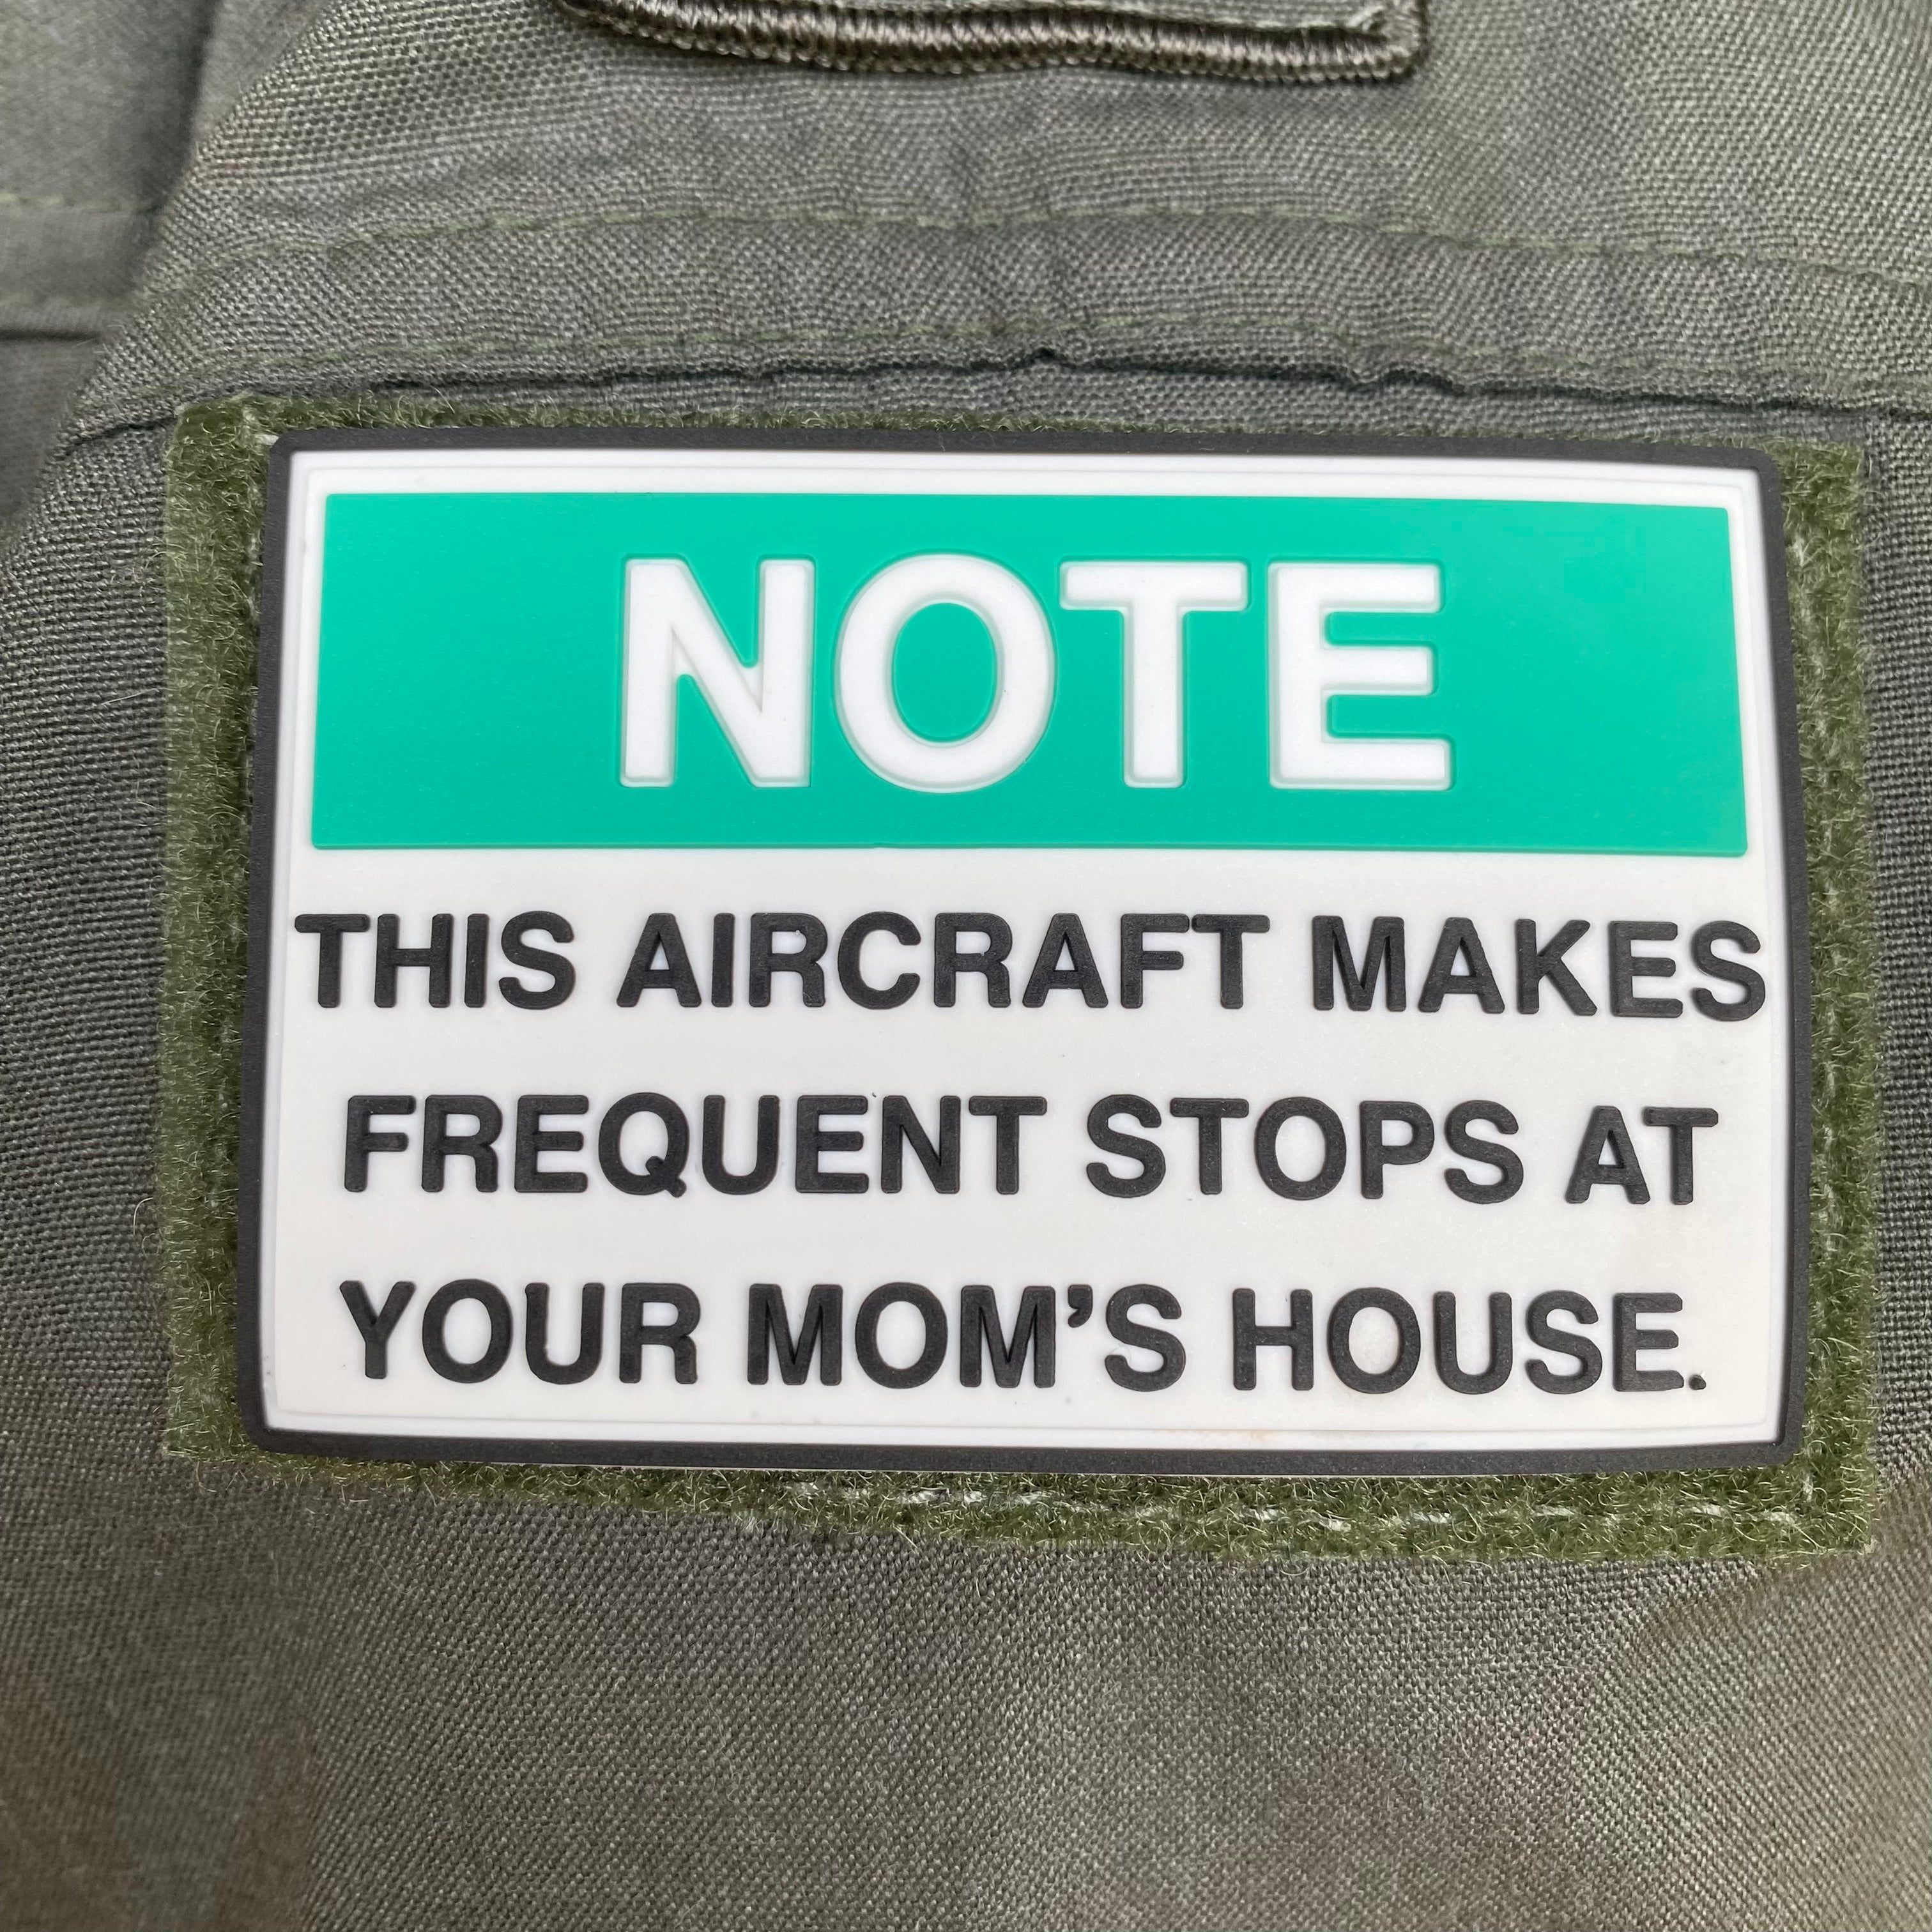 NOTE
THIS AIRCRAFT MAKES
FREQUENT STOPS AT
YOUR MOM'S HOUSE.